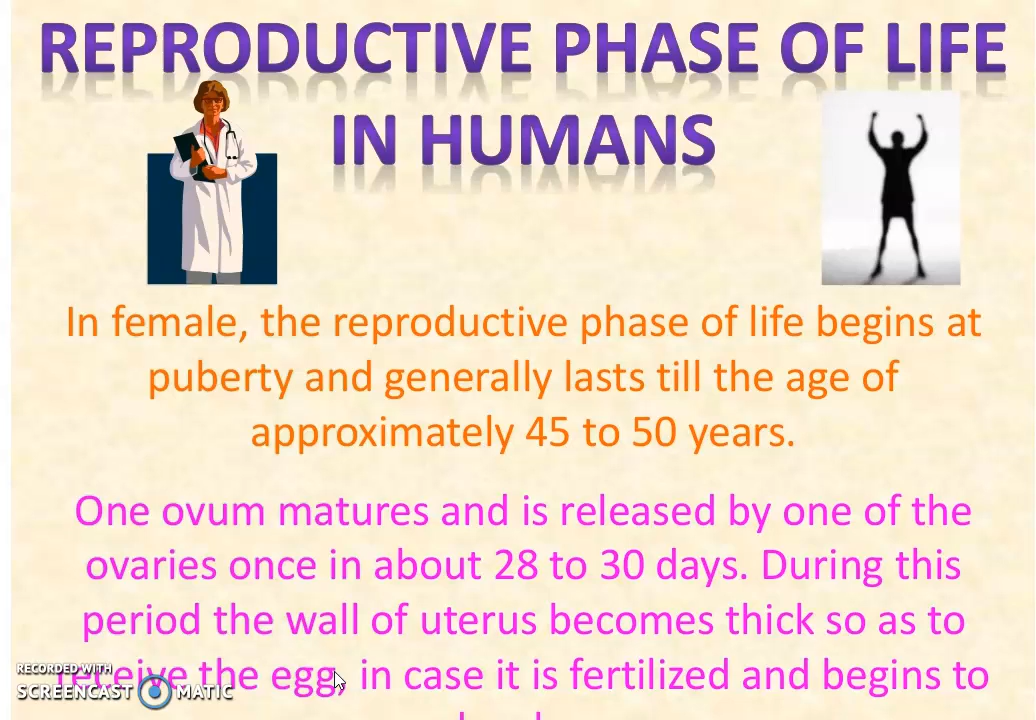 REPRODUCTIVE PHASE OF LIFE
IN HUMANS
In female, the reproductive phase of life begins at
puberty and generally lasts till the age of
approximately 45 to 50 years.
One ovum matures and is released by one of the
ovaries once in about 28 to 30 days. During this
period the wall of uterus becomes thick so as to
receive the egg, in case it is fertilized and begins to
RECORDED WITH
SCREENCAST MATIC